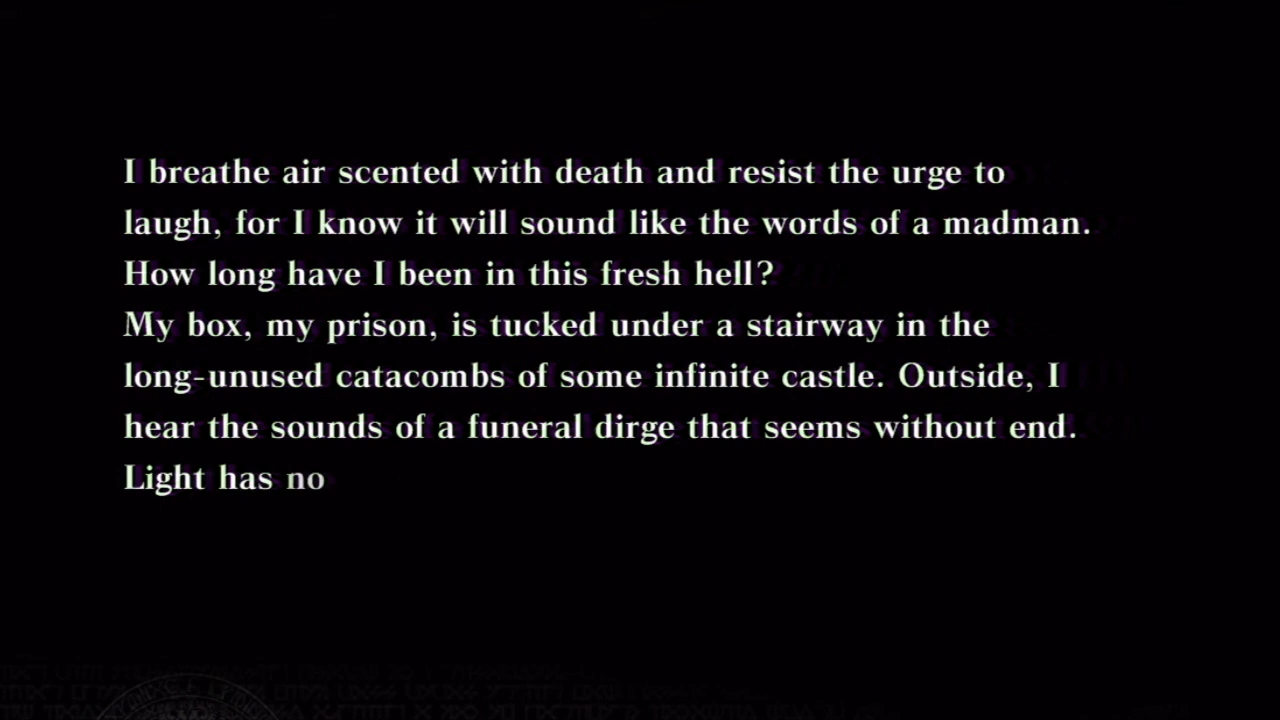 I breathe air scented with death and resist the urge to
laugh, for I know it will sound like the words of a madman.
How long have I been in this fresh hell?
My box, my prison, is tucked under a stairway in the
long-unused catacombs of some infinite castle. Outside, I
hear the sounds of a funeral dirge that seems without end.
Light has no